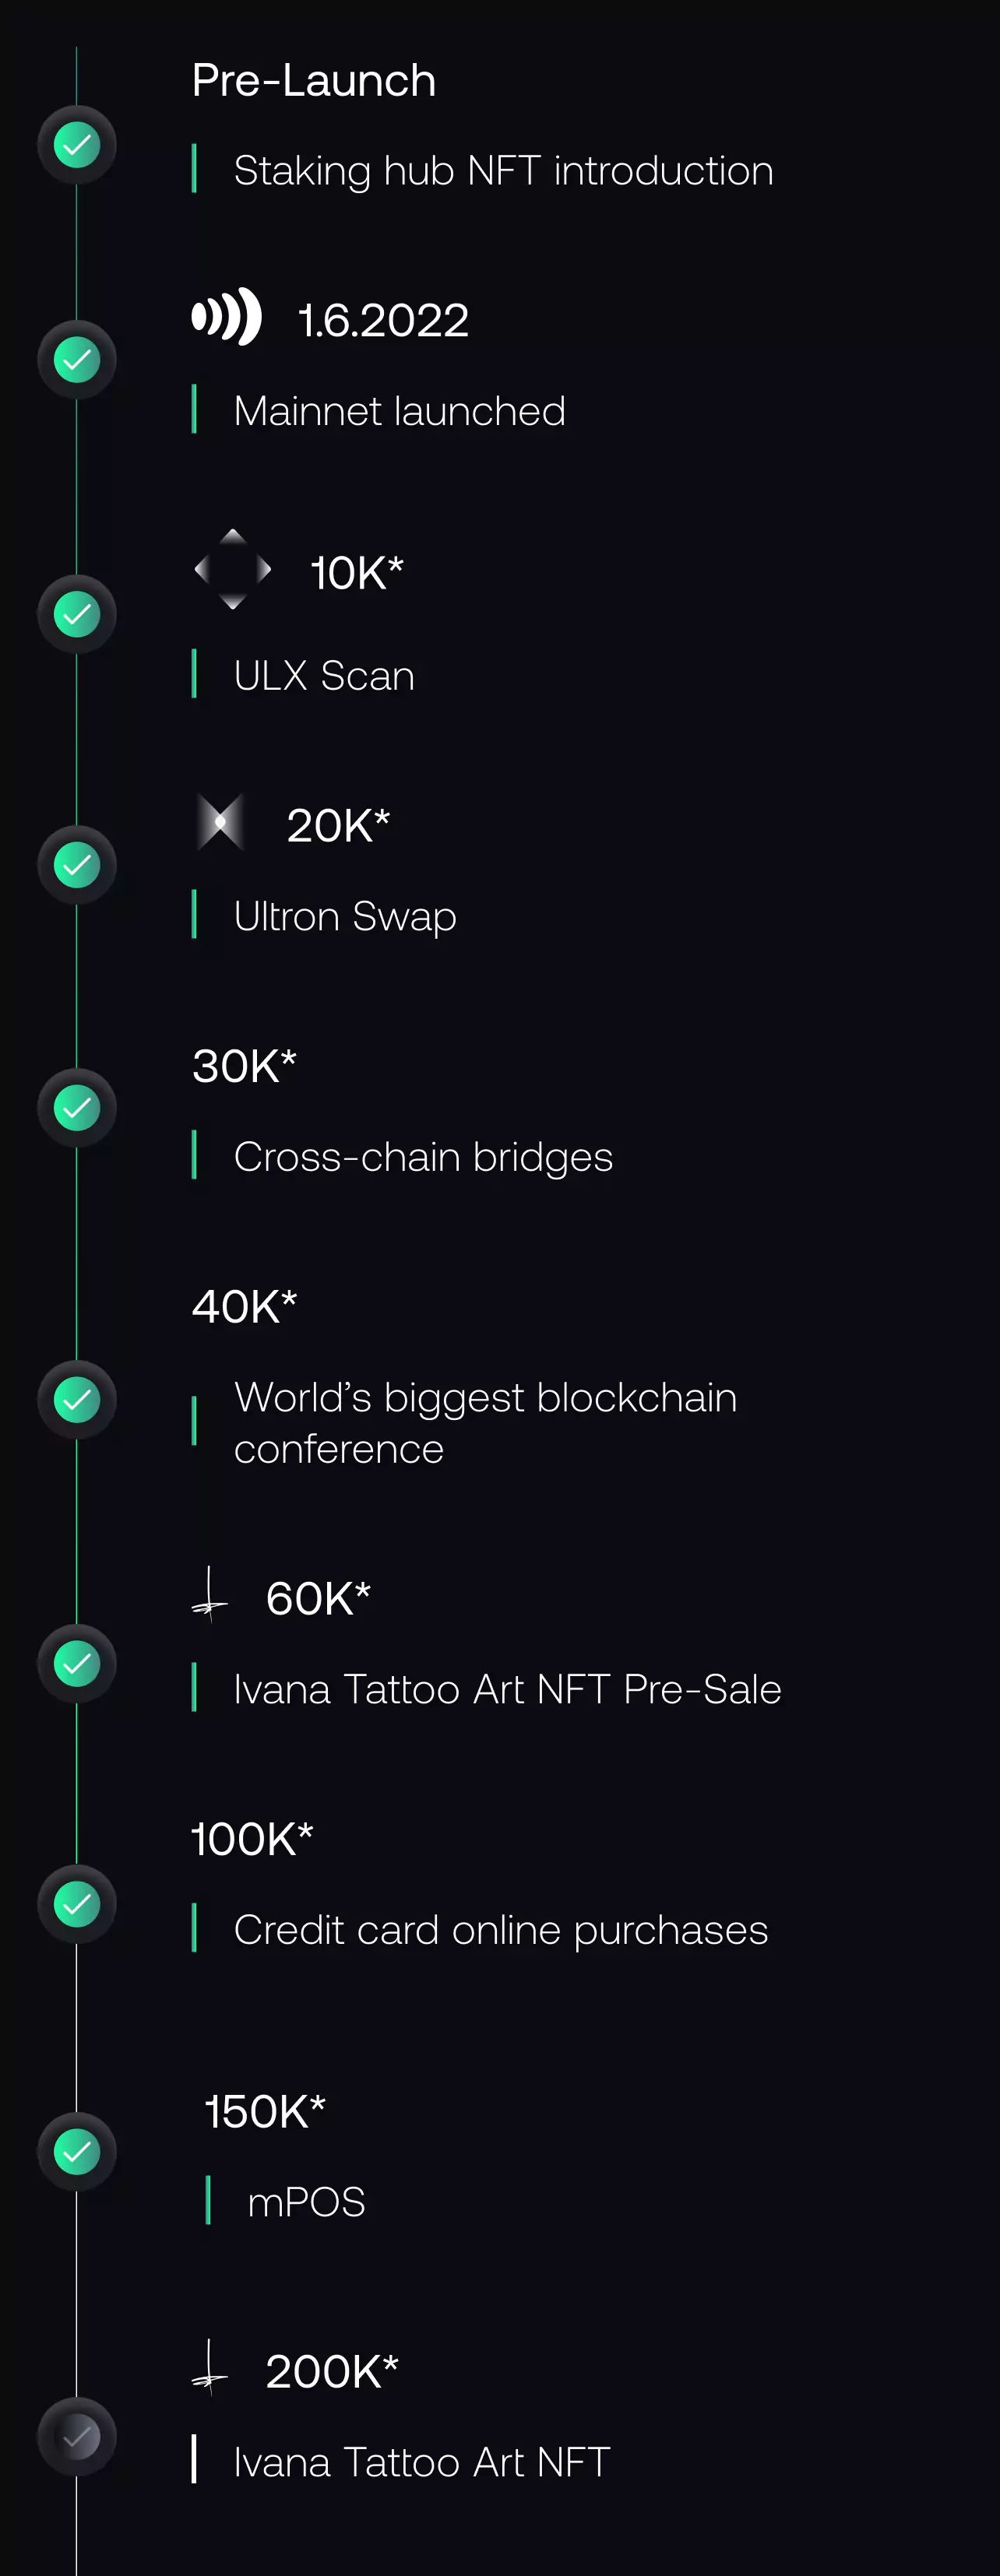 Pre-Launch
Staking hub NFT introduction
1.6.2022
Mainnet launched
10K*
ULX Scan
20K*
Ultron Swap
30K*
Cross-chain bridges
40K*
World’s biggest blockchain
conference
60K*
Ivana Tattoo Art NFT Pre-Sale
100K*
Credit card online purchases
150K*
mPOS
200K*
Ivana Tattoo Art NFT